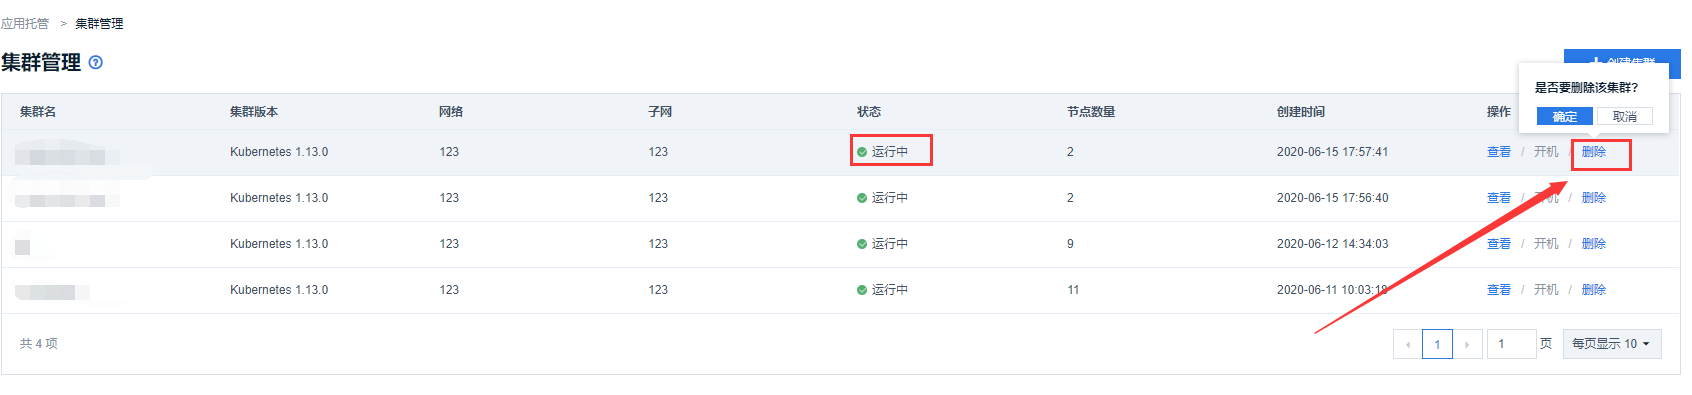 应用托管 > 集群管理
集群管理 ?
是否要删除该集群?
确定 取消
集群名 集群版本 网络 子网 状态 节点数量 创建时间 操作
Kubernetes 1.13.0 123 123 运行中 2 2020-06-15 17:57:41 查看 / 开机 / 删除
Kubernetes 1.13.0 123 123 运行中 2 2020-06-15 17:56:40 查看 / 开机 / 删除
Kubernetes 1.13.0 123 123 运行中 9 2020-06-12 14:34:03 查看 / 开机 / 删除
Kubernetes 1.13.0 123 123 运行中 11 2020-06-11 10:03:18 查看 / 开机 / 删除
共 4 项 1 1 页 每页显示 10